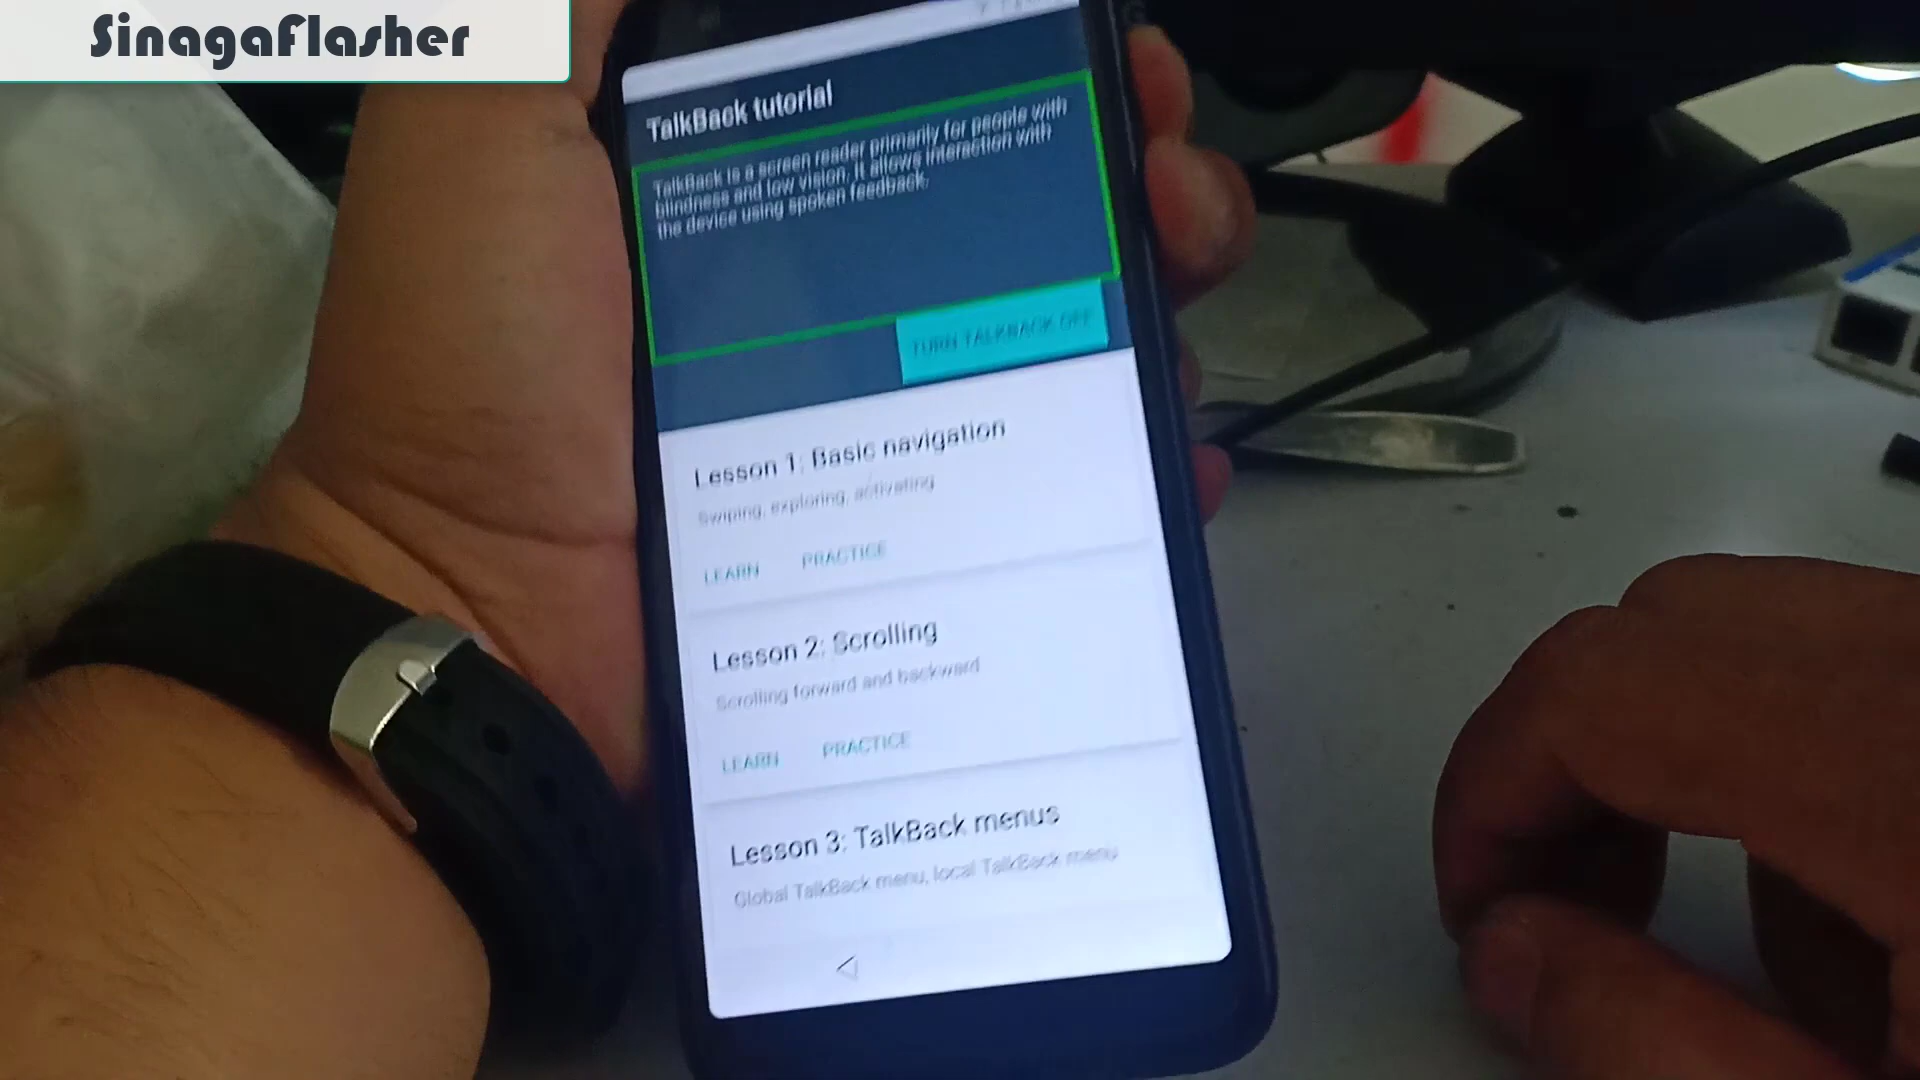 SinagaFlasher
TalkBack tutorial
TalkBack is a screen reader primarily for people with
blindness and low vision. It allows interaction with
the device using spoken feedback.
TURN TALKBACK OFF
Lesson 1: Basic navigation
Swiping, exploring, activating
LEARN PRACTICE
Lesson 2: Scrolling
Scrolling forward and backward
LEARN PRACTICE
Lesson 3: TalkBack menus
Global TalkBack menu, local TalkBack menu